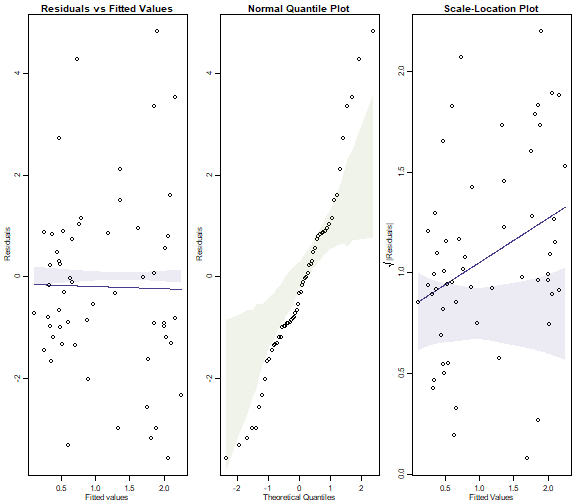 Residuals vs Fitted Values
Residuals
4
2
0
-2
0.5 1.0 1.5 2.0
Fitted values
Normal Quantile Plot
Residuals
4
2
0
-2
-2 -1 0 1 2
Theoretical Quantiles
Scale-Location Plot
√|Residuals|
2.0
1.5
1.0
0.5
0.0
0.5 1.0 1.5 2.0
Fitted Values